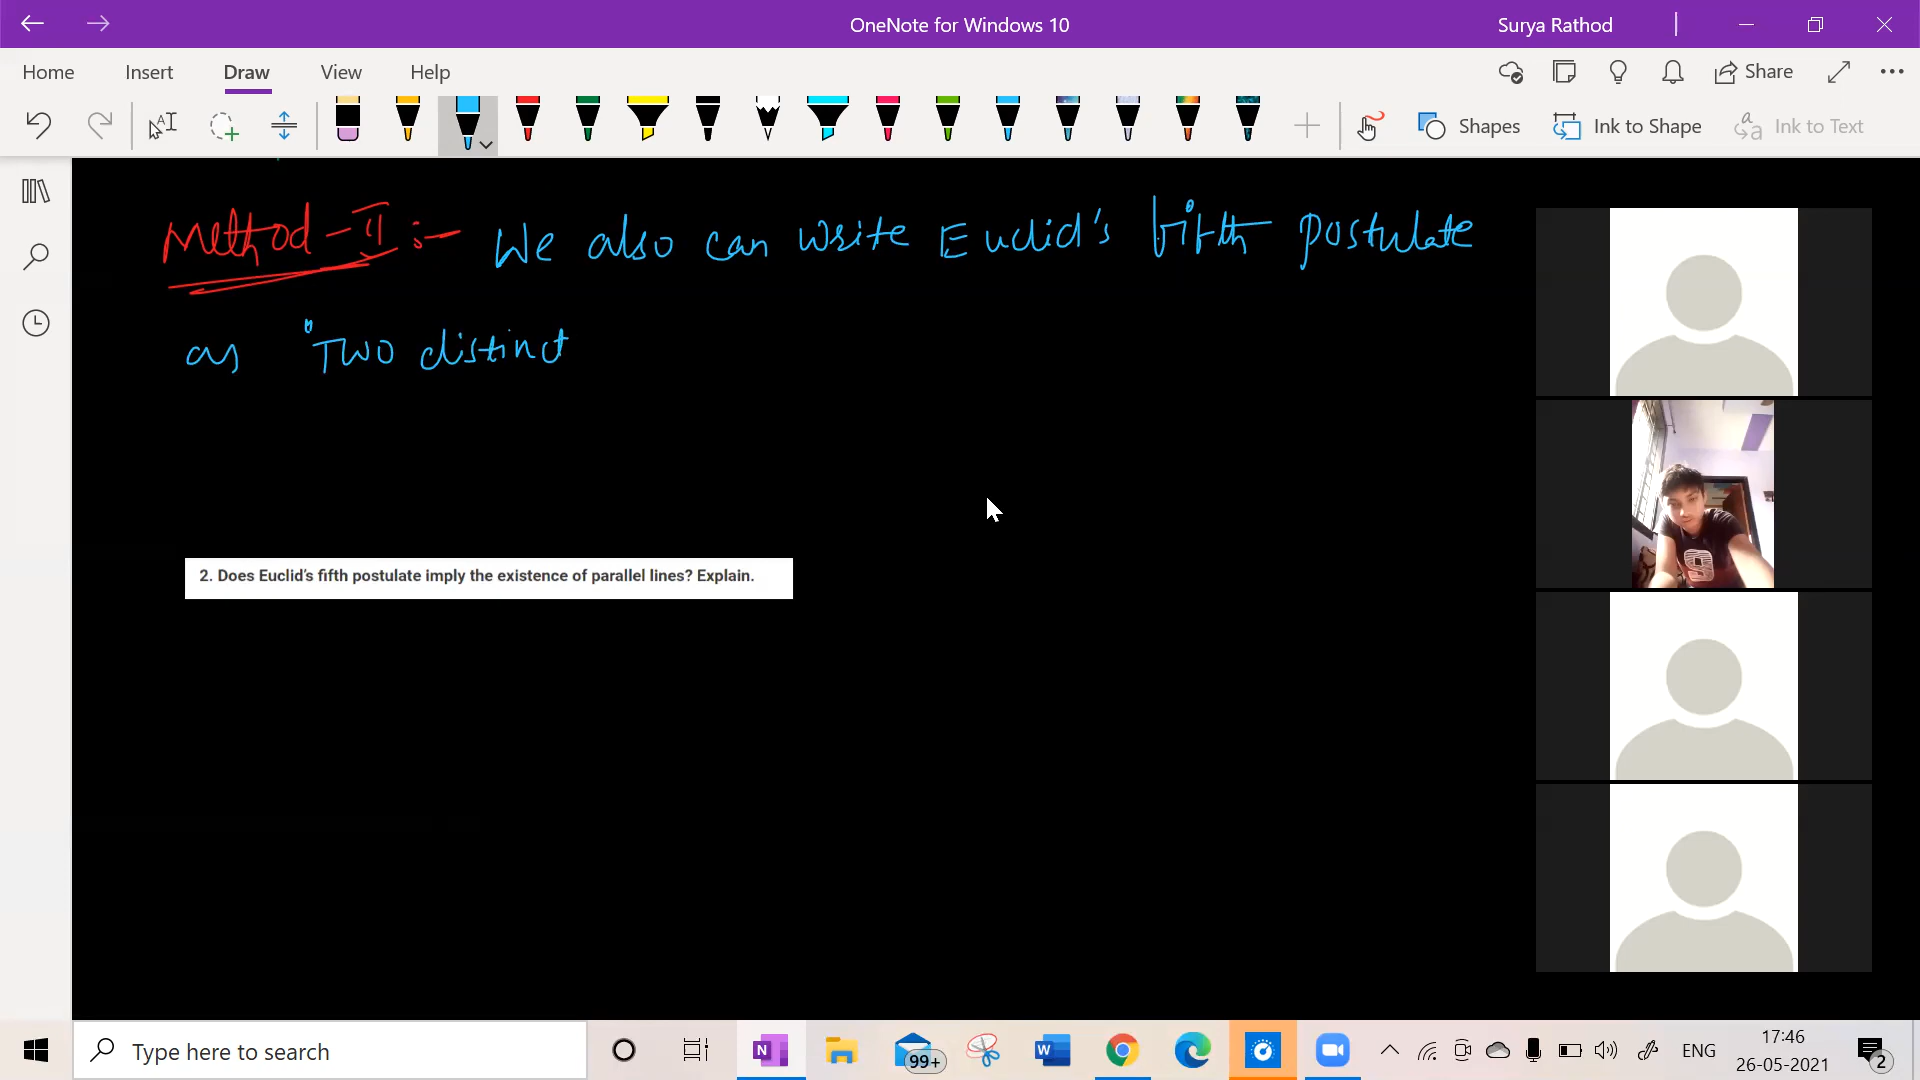 OneNote for Windows 10
Surya Rathod
Home Insert Draw View Help
Share
Shapes
Ink to Shape
Ink to Text
Method-II :- We also can write Euclid's fifth postulate
as "Two distinct
2. Does Euclid's fifth postulate imply the existence of parallel lines? Explain.
Type here to search
99+
ENG
17:46
26-05-2021
2